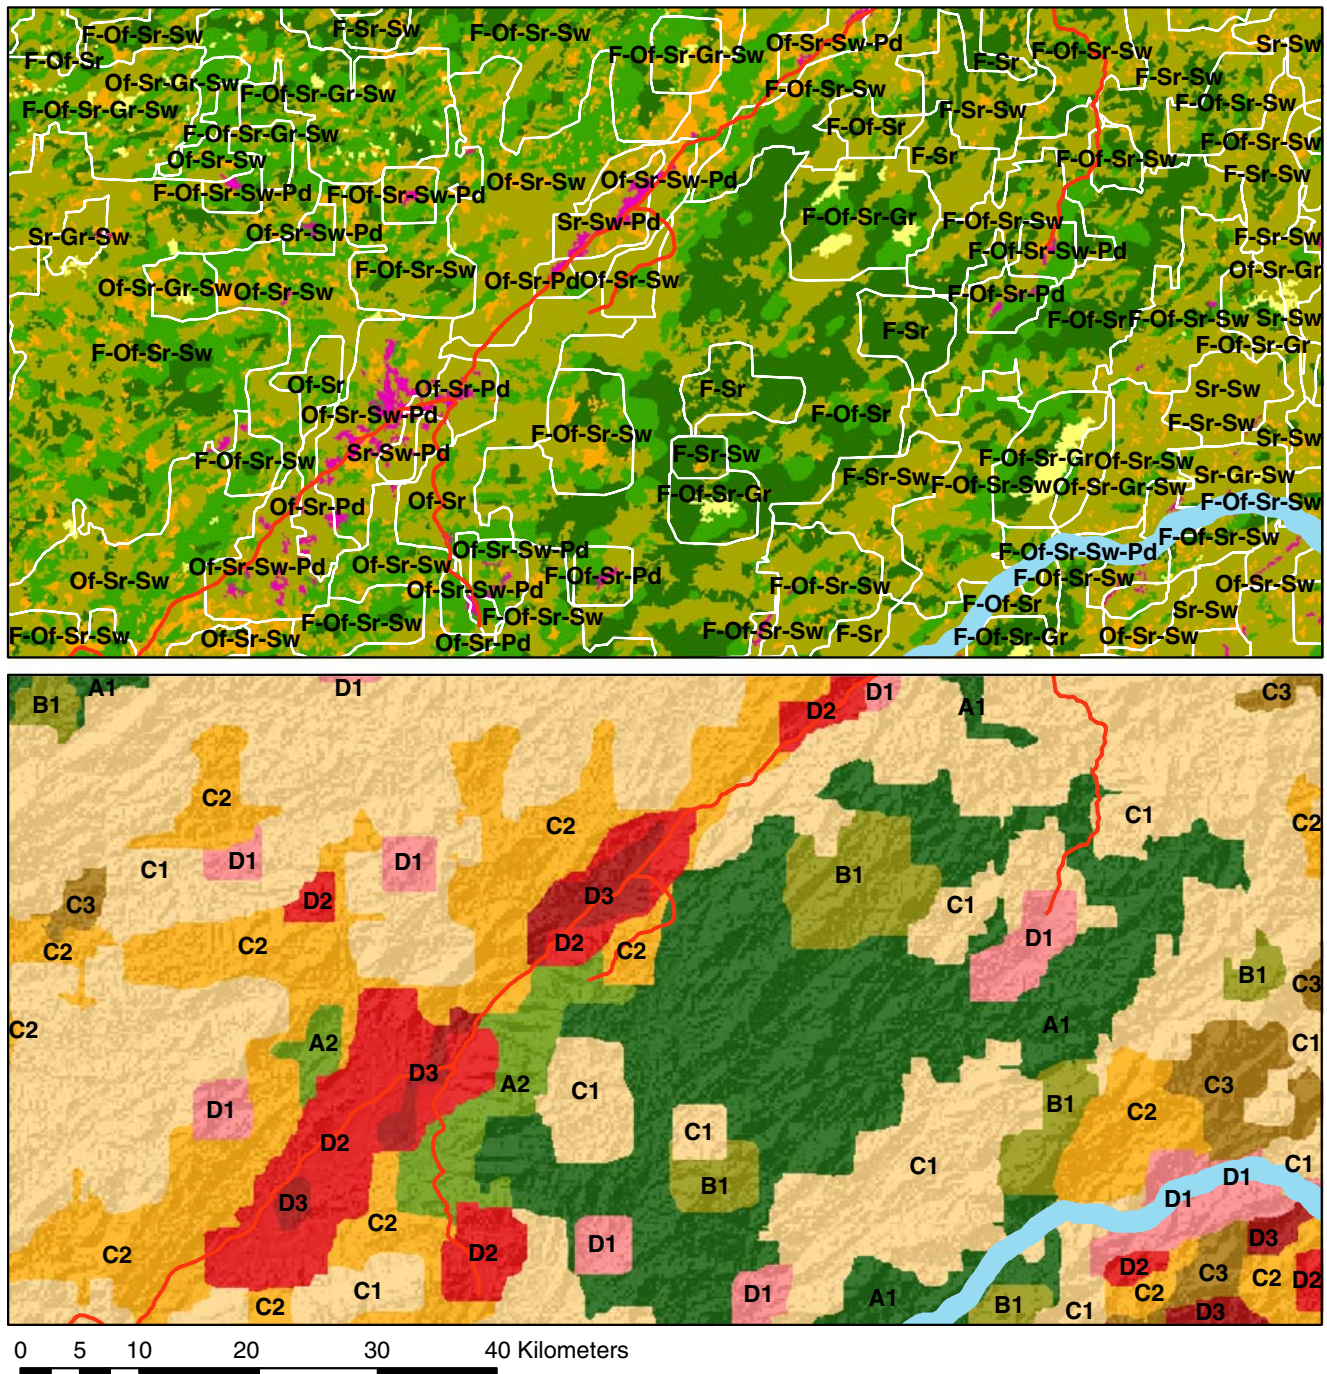 F-Of-Sr-Sw
F-Sr-Sw
F-Of-Sr-Sw
F-Of-Sr-Gr-Sw
Of-Sr-Sw-Pd
F-Sr
F-Of-Sr-Sw
Sr-Sw
F-Of-Sr
Of-Sr-Gr-Sw
F-Of-Sr-Gr-Sw
F-Of-Sr-Sw
F-Sr-Sw
F-Of-Sr-Gr-Sw
F-Sr-Sw
F-Of-Sr-Sw
F-Of-Sr-Gr-Sw
F-Of-Sr
F-Of-Sr-Sw
Of-Sr-Sw
F-Sr
F-Of-Sr-Sw
F-Sr-Sw
F-Of-Sr-Sw-Pd
F-Of-Sr-Sw-Pd
Of-Sr-Sw
Of-Sr-Sw-Pd
Sr-Gr-Sw
Of-Sr-Sw-Pd
Sr-Sw-Pd
F-Of-Sr-Gr
F-Of-Sr-Sw
F-Sr-Sw
F-Of-Sr-Sw-Pd
F-Of-Sr-Sw
Of-Sr-Pd
Of-Sr-Sw
Of-Sr-Gr
Of-Sr-Gr-Sw
Of-Sr-Sw
F-Of-Sr-Pd
F-Of-Sr
F-Of-Sr-Sw
Sr-Sw
F-Sr
F-Of-Sr-Sw
F-Of-Sr-Gr
Of-Sr
Of-Sr-Pd
F-Sr
Sr-Sw
Of-Sr-Sw-Pd
F-Of-Sr
F-Sr-Sw
F-Of-Sr-Sw
Sr-Sw
F-Of-Sr-Sw
Sr-Sw-Pd
F-Sr-Sw
F-Of-Sr-Gr
Of-Sr-Sw
F-Sr-Sw
F-Of-Sr-Sw
Of-Sr-Gr-Sw
Sr-Gr-Sw
Of-Sr-Pd
Of-Sr
F-Of-Sr-Gr
F-Of-Sr-Sw
Of-Sr-Sw-Pd
F-Of-Sr-Sw-Pd
F-Of-Sr-Sw
Of-Sr-Sw
Of-Sr-Sw-Pd
Of-Sr-Sw
F-Of-Sr-Pd
F-Of-Sr-Sw
F-Of-Sr-Sw
Of-Sr-Sw
Of-Sr-Sw-Pd
F-Of-Sr
Sr-Sw
F-Of-Sr-Sw
Of-Sr-Sw
F-Of-Sr-Sw
F-Of-Sr-Sw
Of-Sr-Pd
F-Of-Sr-Sw
F-Sr
F-Of-Sr-Gr
Of-Sr-Sw
B1
A1
D1
D2
D1
A1
C3
C2
C2
C1
C2
C1
D1
D1
B1
C3
D2
D3
C1
C2
C2
D2
C2
D1
B1
C3
C2
A2
A1
C1
D3
A2
C1
C3
D1
B1
C2
D2
C1
C1
C1
D3
B1
D1
D1
C2
C2
D2
D1
D3
C1
C2
D1
A1
B1
C1
D2
C2
C3
D3
C2
D2
0 5 10 20 30 40 Kilometers